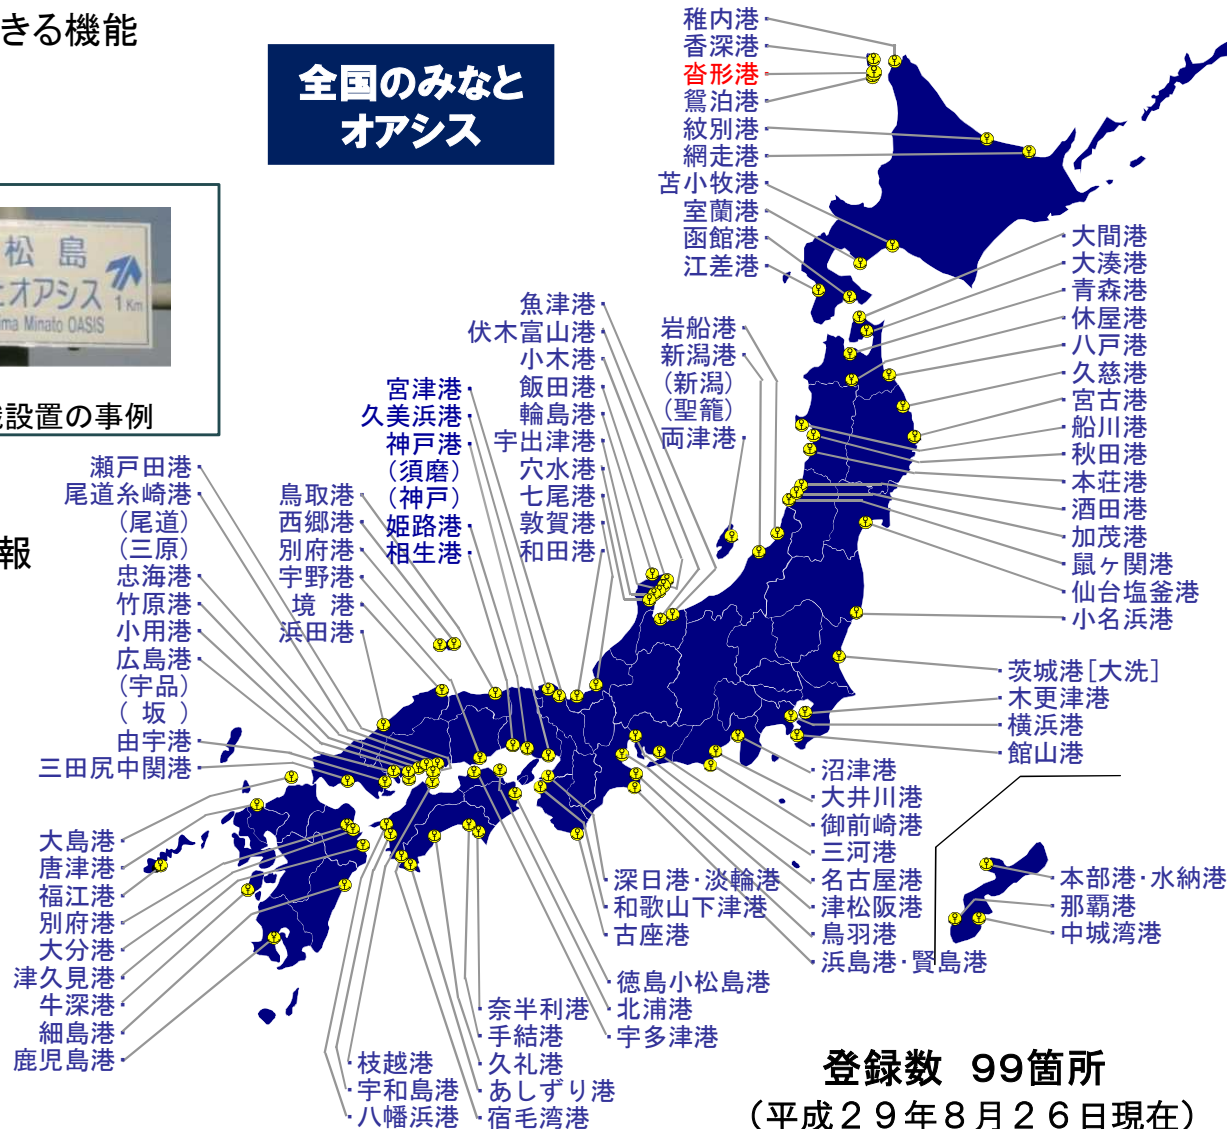 きる機能
全国のみなと
オアシス
松島
とオアシス
1Km
ima Minato OASIS
設置の事例
報
稚内港
香深港
沓形港
鴛泊港
紋別港
網走港
苫小牧港
室蘭港
函館港
江差港
大間港
大湊港
青森港
休屋港
八戸港
久慈港
宮古港
船川港
秋田港
本荘港
酒田港
加茂港
鼠ヶ関港
仙台塩釜港
小名浜港
茨城港[大洗]
木更津港
横浜港
館山港
岩船港
新潟港
(新潟)
(聖籠)
両津港
魚津港
伏木富山港
小木港
飯田港
輪島港
宇出津港
穴水港
七尾港
敦賀港
和田港
宮津港
久美浜港
神戸港
(須磨)
(神戸)
姫路港
相生港
鳥取港
西郷港
別府港
宇野港
境 港
浜田港
瀬戸田港
尾道糸崎港
(尾道)
(三原)
忠海港
竹原港
小用港
広島港
(宇品)
( 坂 )
由宇港
三田尻中関港
大島港
唐津港
福江港
別府港
大分港
津久見港
牛深港
細島港
鹿児島港
枝越港
宇和島港
八幡浜港
奈半利港
手結港
久礼港
あしずり港
宿毛湾港
徳島小松島港
北浦港
宇多津港
深日港・淡輪港
和歌山下津港
古座港
沼津港
大井川港
御前崎港
三河港
名古屋港
津松阪港
鳥羽港
浜島港・賢島港
本部港・水納港
那覇港
中城湾港
登録数 99箇所
(平成29年8月26日現在)